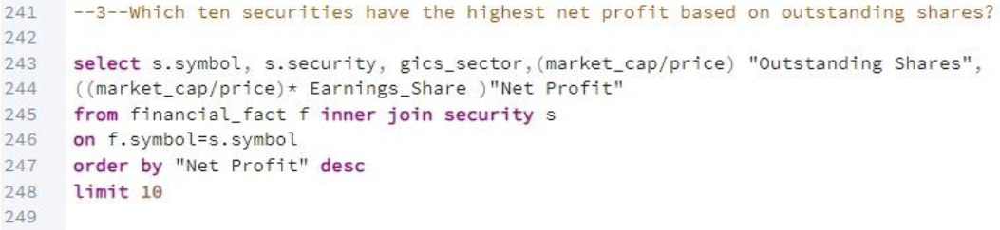 241 --3--Which ten securities have the highest net profit based on outstanding shares?
242
243 select s.symbol, s.security, gics_sector,(market_cap/price) "Outstanding Shares",
244 ((market_cap/price)* Earnings_Share )"Net Profit"
245 from financial_fact f inner join security s
246 on f.symbol=s.symbol
247 order by "Net Profit" desc
248 limit 10
249